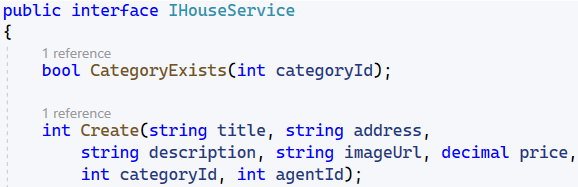 public interface IHouseService
{
1 reference
bool CategoryExists(int categoryId);
1 reference
int Create(string title, string address,
string description, string imageUrl, decimal price,
int categoryId, int agentId);